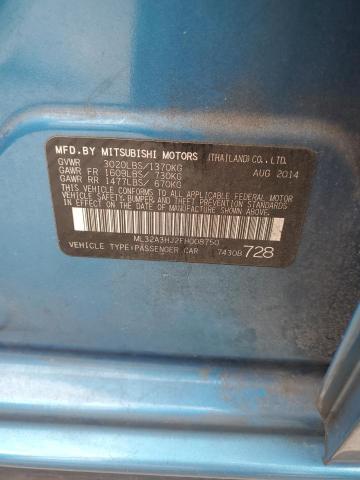 MFD.BY MITSUBISHI MOTORS (THAILAND)CO.,LTD.
GVWR 3020LBS/1370KG AUG 2014
GAWR FR 1609LBS/ 730KG
GAWR RR 1477LBS/ 670KG
THIS VEHICLE CONFORMS TO ALL APPLICABLE FEDERAL MOTOR
VEHICLE SAFETY,BUMPER AND THEFT PREVENTION STANDARDS
IN EFFECT ON THE DATE OF MANUFACTURE SHOWN ABOVE.
ML32A3HJ2FH008750
VEHICLE TYPE:PASSENGER CAR 7430B 728